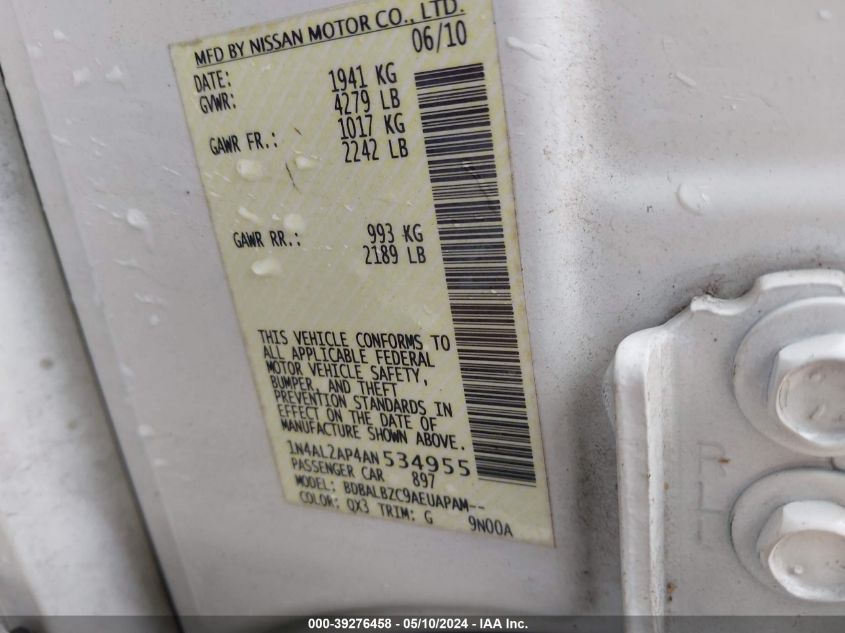 MFD BY NISSAN MOTOR CO., LTD.
DATE: 06/10
GVWR: 1941 KG
4279 LB
GAWR FR.: 1017 KG
2242 LB
GAWR RR.: 993 KG
2189 LB
THIS VEHICLE CONFORMS TO
ALL APPLICABLE FEDERAL
MOTOR VEHICLE SAFETY,
BUMPER, AND THEFT
PREVENTION STANDARDS IN
EFFECT ON THE DATE OF
MANUFACTURE SHOWN ABOVE.
1N4AL2AP4AN534955
PASSENGER CAR 897
MODEL: BDBALBZC9AEUAPAM--
COLOR: QX3 TRIM: G 9N00A
RLH
000-39276458 - 05/10/2024 - IAA Inc.